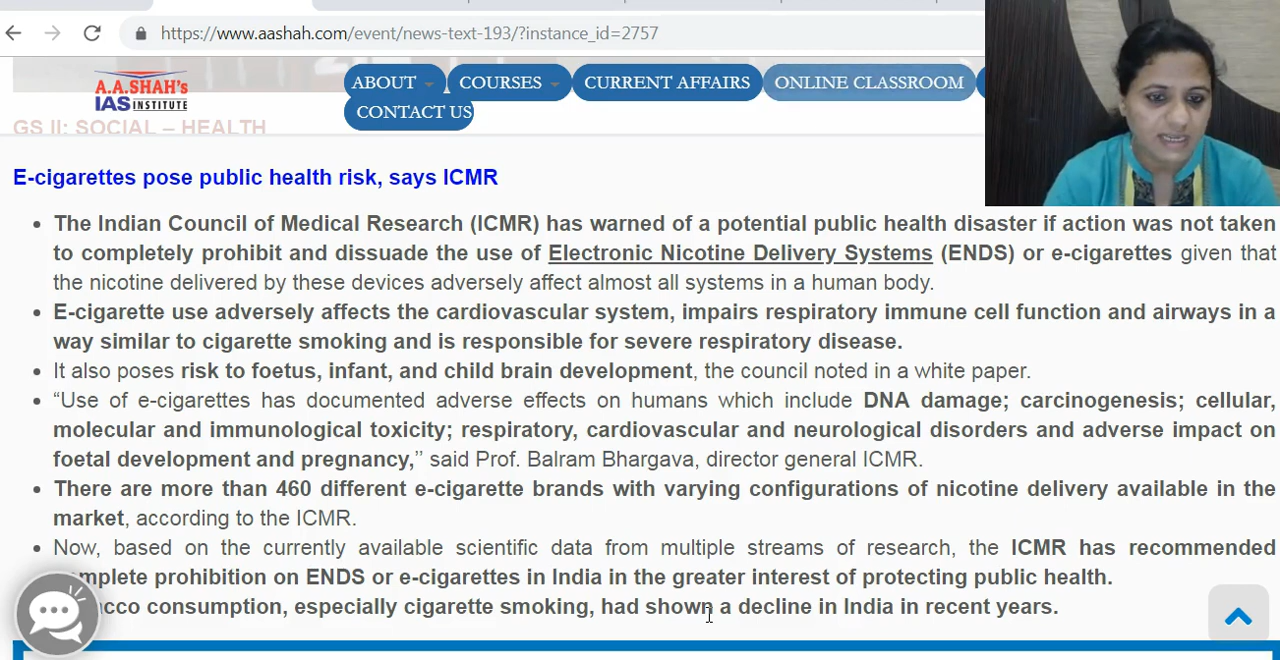 https://www.aashah.com/event/news-text-193/?instance_id=2757
A.A.SHAH's
IAS INSTITUTE
ABOUT
COURSES
CURRENT AFFAIRS
ONLINE CLASSROOM
CONTACT US
GS II: SOCIAL – HEALTH
E-cigarettes pose public health risk, says ICMR
• The Indian Council of Medical Research (ICMR) has warned of a potential public health disaster if action was not taken
to completely prohibit and dissuade the use of Electronic Nicotine Delivery Systems (ENDS) or e-cigarettes given that
the nicotine delivered by these devices adversely affect almost all systems in a human body.
• E-cigarette use adversely affects the cardiovascular system, impairs respiratory immune cell function and airways in a
way similar to cigarette smoking and is responsible for severe respiratory disease.
• It also poses risk to foetus, infant, and child brain development, the council noted in a white paper.
• “Use of e-cigarettes has documented adverse effects on humans which include DNA damage; carcinogenesis; cellular,
molecular and immunological toxicity; respiratory, cardiovascular and neurological disorders and adverse impact on
foetal development and pregnancy,” said Prof. Balram Bhargava, director general ICMR.
• There are more than 460 different e-cigarette brands with varying configurations of nicotine delivery available in the
market, according to the ICMR.
• Now, based on the currently available scientific data from multiple streams of research, the ICMR has recommended
prohibition on ENDS or e-cigarettes in India in the greater interest of protecting public health.
consumption, especially cigarette smoking, had shown a decline in India in recent years.